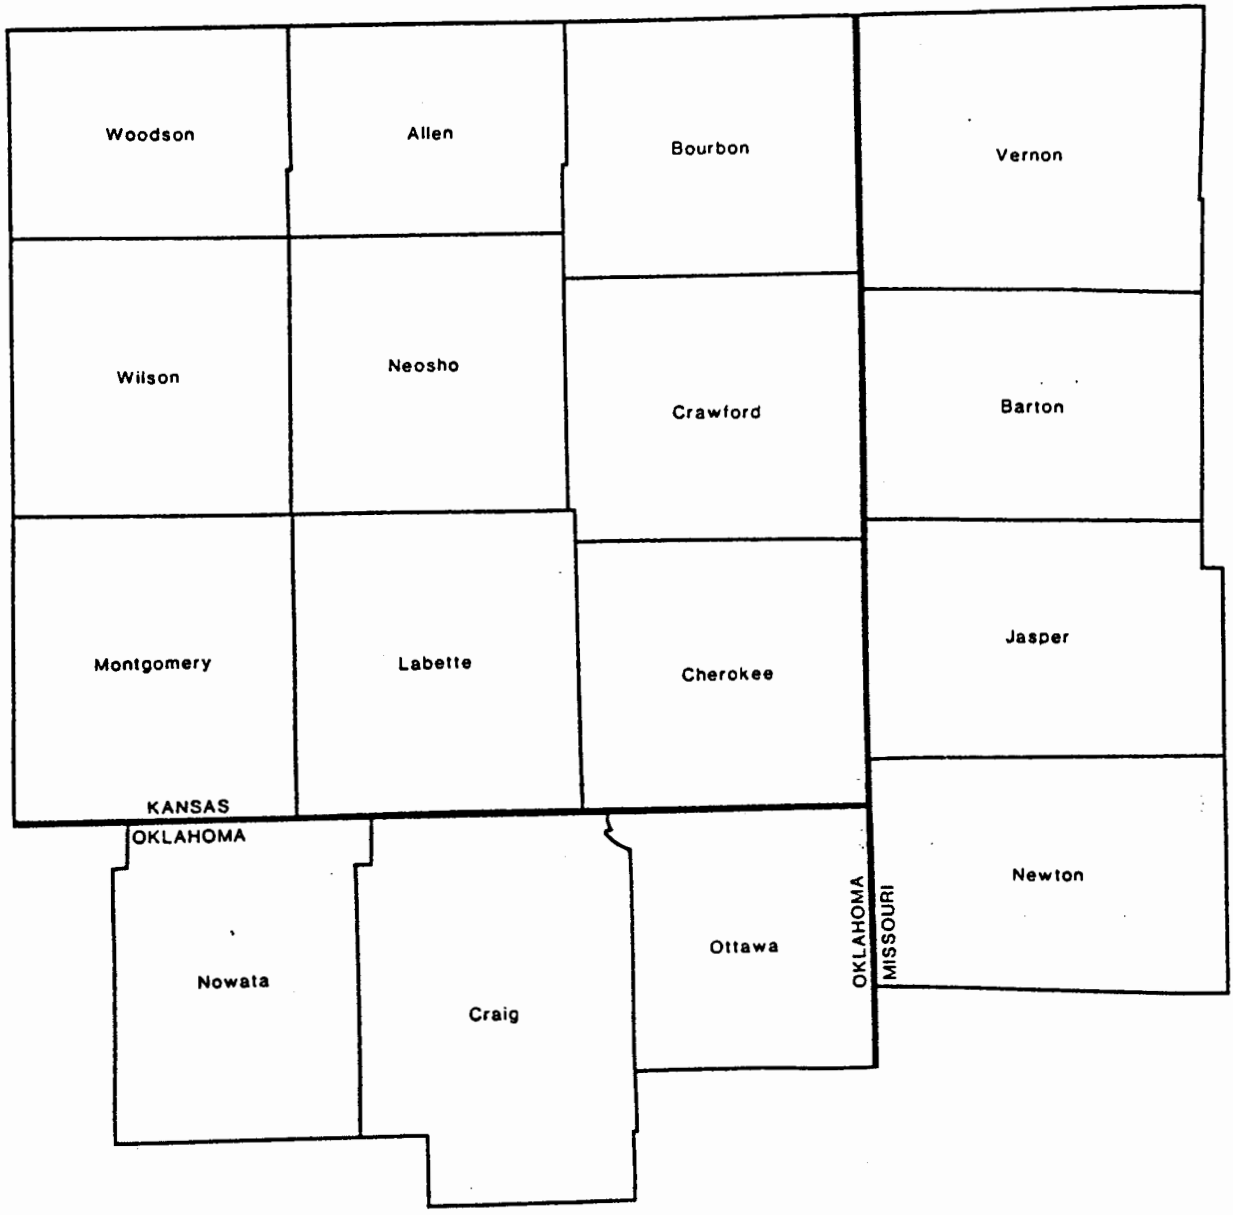 Woodson
Allen
Bourbon
Vernon
Wilson
Neosho
Crawford
Barton
Montgomery
Labette
Cherokee
Jasper
KANSAS
OKLAHOMA
Nowata
Craig
Ottawa
OKLAHOMA
MISSOURI
Newton